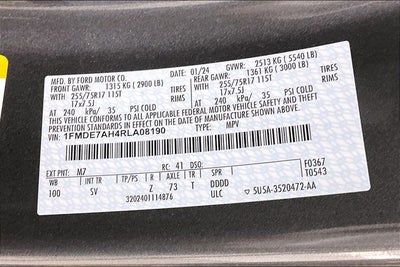 MFD. BY FORD MOTOR CO.
01/24 GVWR: 2513 KG ( 5540 LB)
FRONT GAWR: 1315 KG ( 2900 LB) REAR GAWR: 1361 KG ( 3000 LB)
WITH 255/75R17 115T TIRES WITH 255/75R17 115T TIRES
17x7.5J RIMS 17x7.5J RIMS
AT 240 kPa/ 35 PSI COLD AT 240 kPa/ 35 PSI COLD
THIS VEHICLE CONFORMS TO ALL APPLICABLE FEDERAL MOTOR VEHICLE SAFETY AND THEFT PREVENTION STANDARDS IN EFFECT ON THE DATE OF MANUFACTURE SHOWN ABOVE.
VIN: 1FMDE7AH4RLA08190 TYPE: MPV
EXT PNT: M7 RC: 41 DSO: F0367
T0543
WB INT TR TP/PS R AXLE TR SPR
100 SV Z 73 T DDDD
3202401114876 ULC 5U5A-3520472-AA